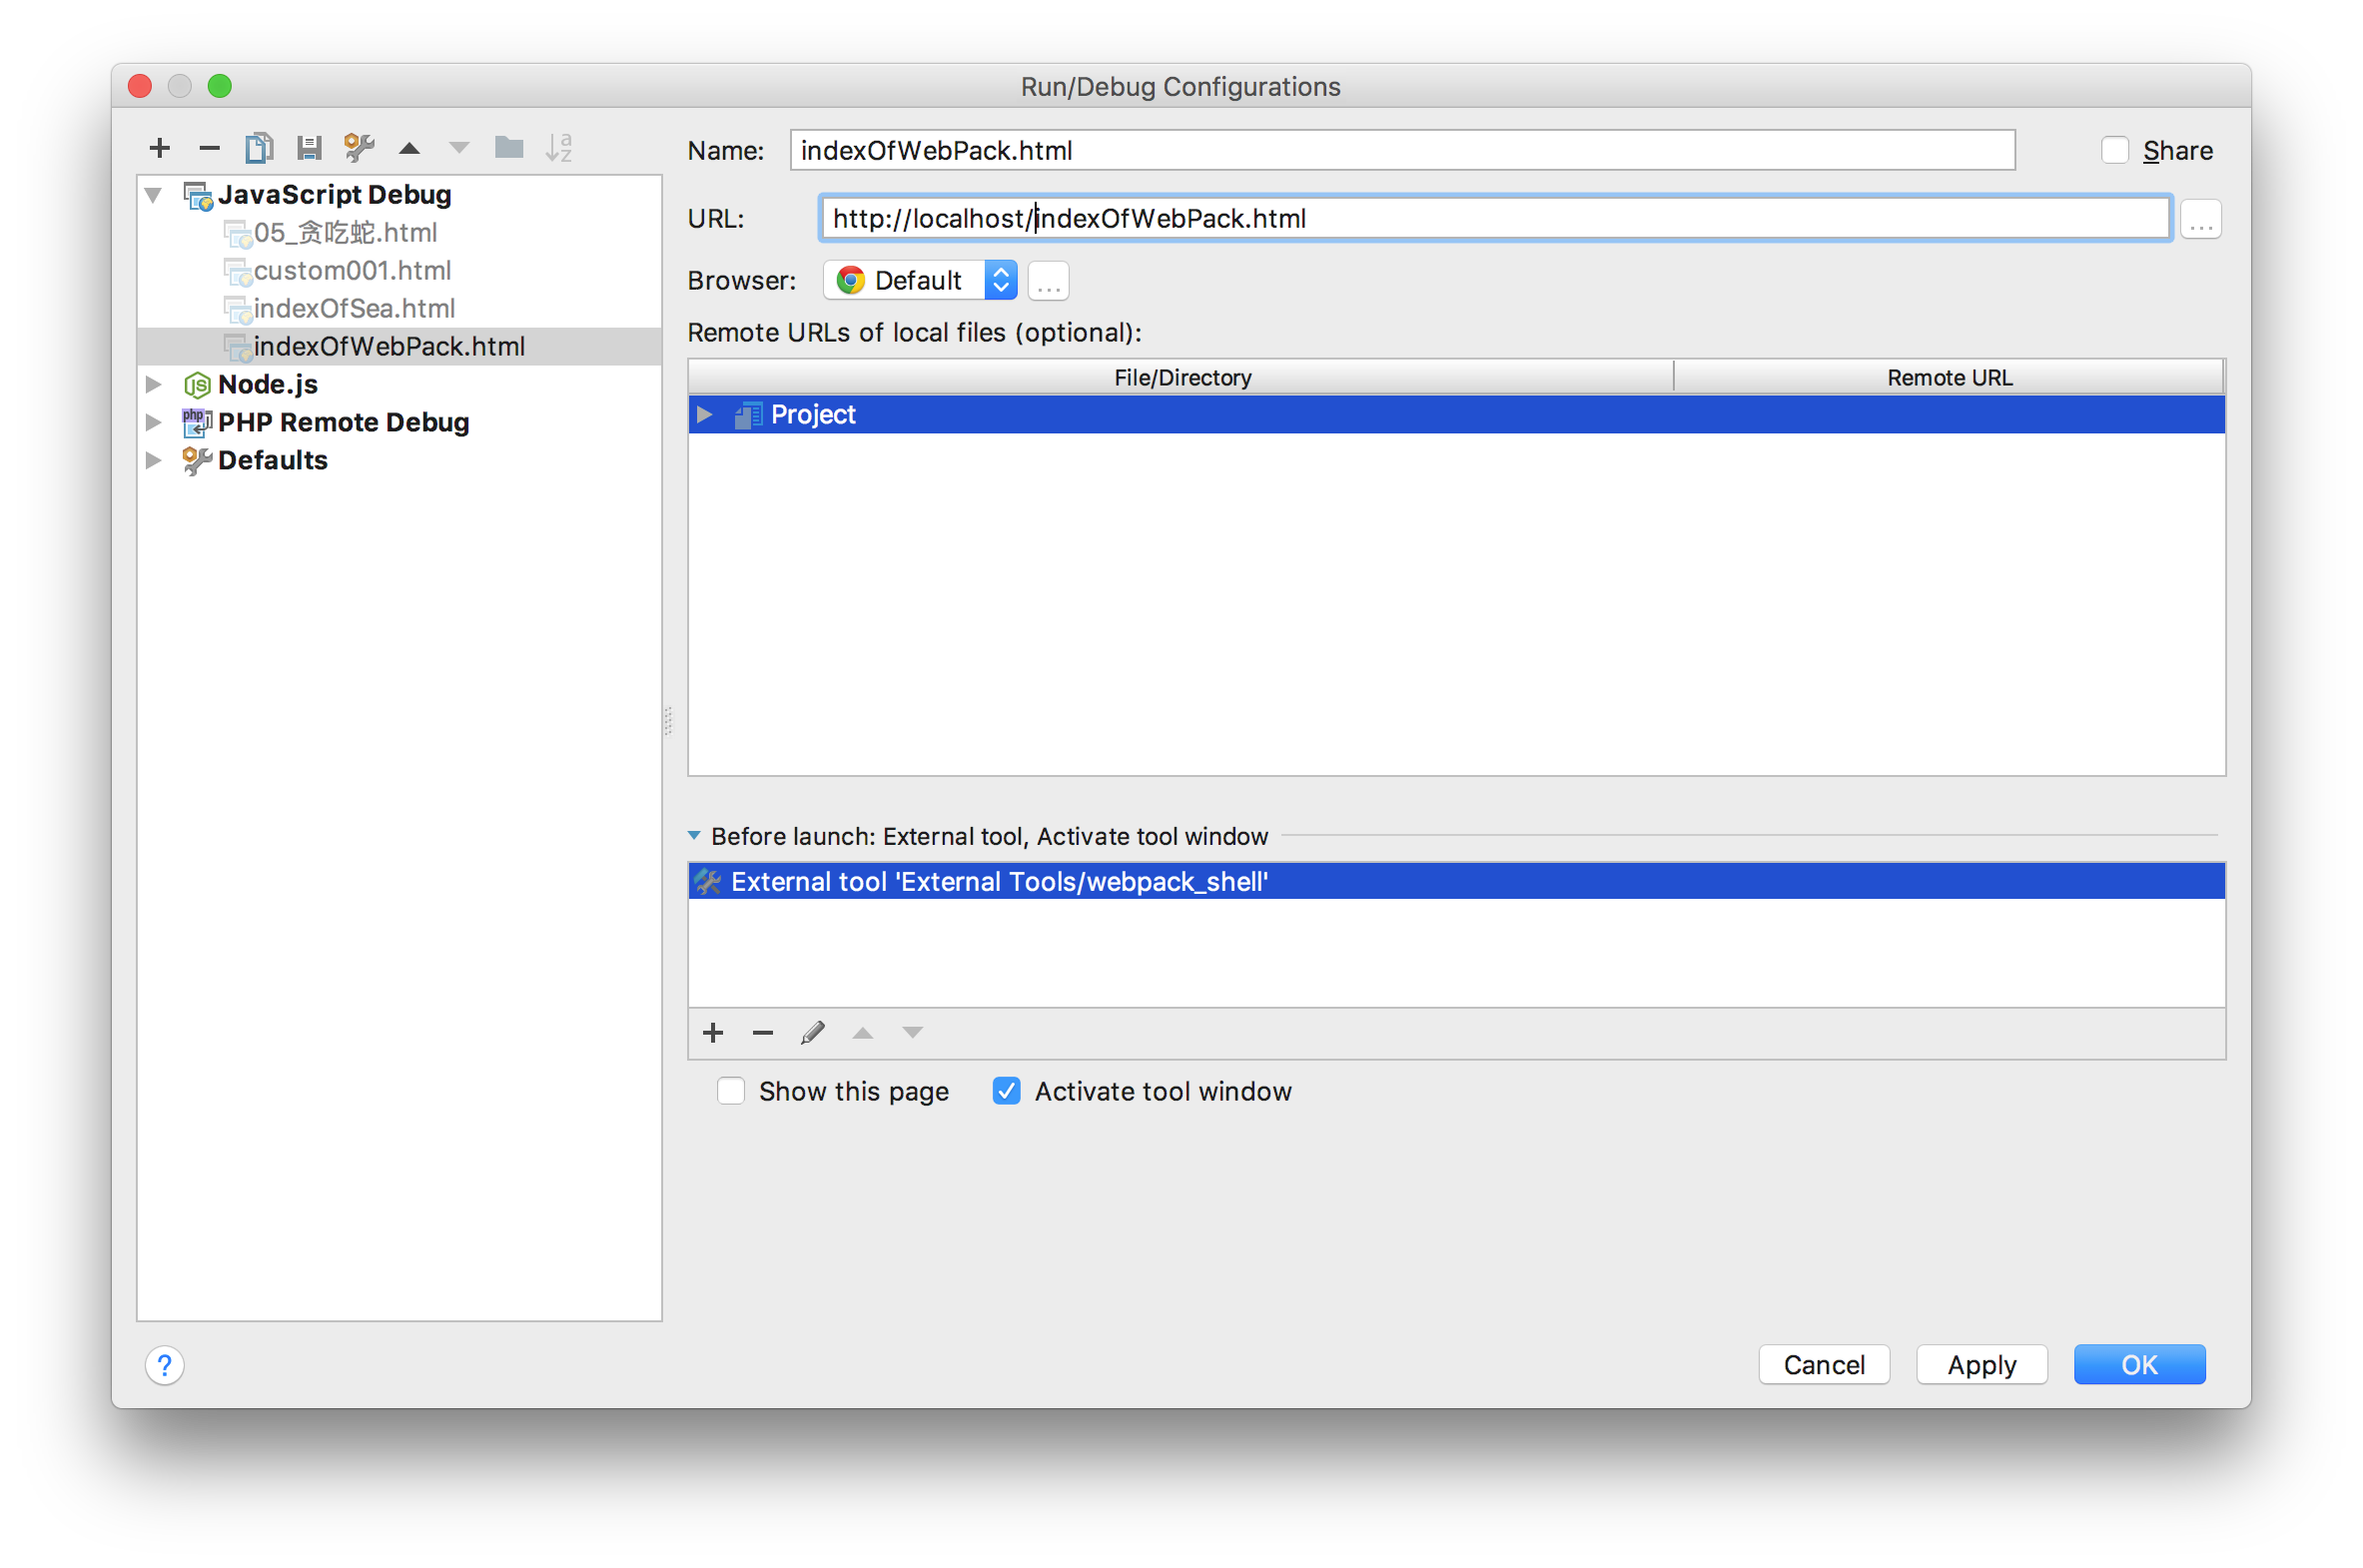 Run/Debug Configurations
Name: indexOfWebPack.html Share
JavaScript Debug
05_贪吃蛇.html
custom001.html
indexOfSea.html
indexOfWebPack.html
Node.js
PHP Remote Debug
Defaults
URL: http://localhost/indexOfWebPack.html ...
Browser: Default ...
Remote URLs of local files (optional):
File/Directory Remote URL
Project
Before launch: External tool, Activate tool window
External tool 'External Tools/webpack_shell'
Show this page Activate tool window
? Cancel Apply OK